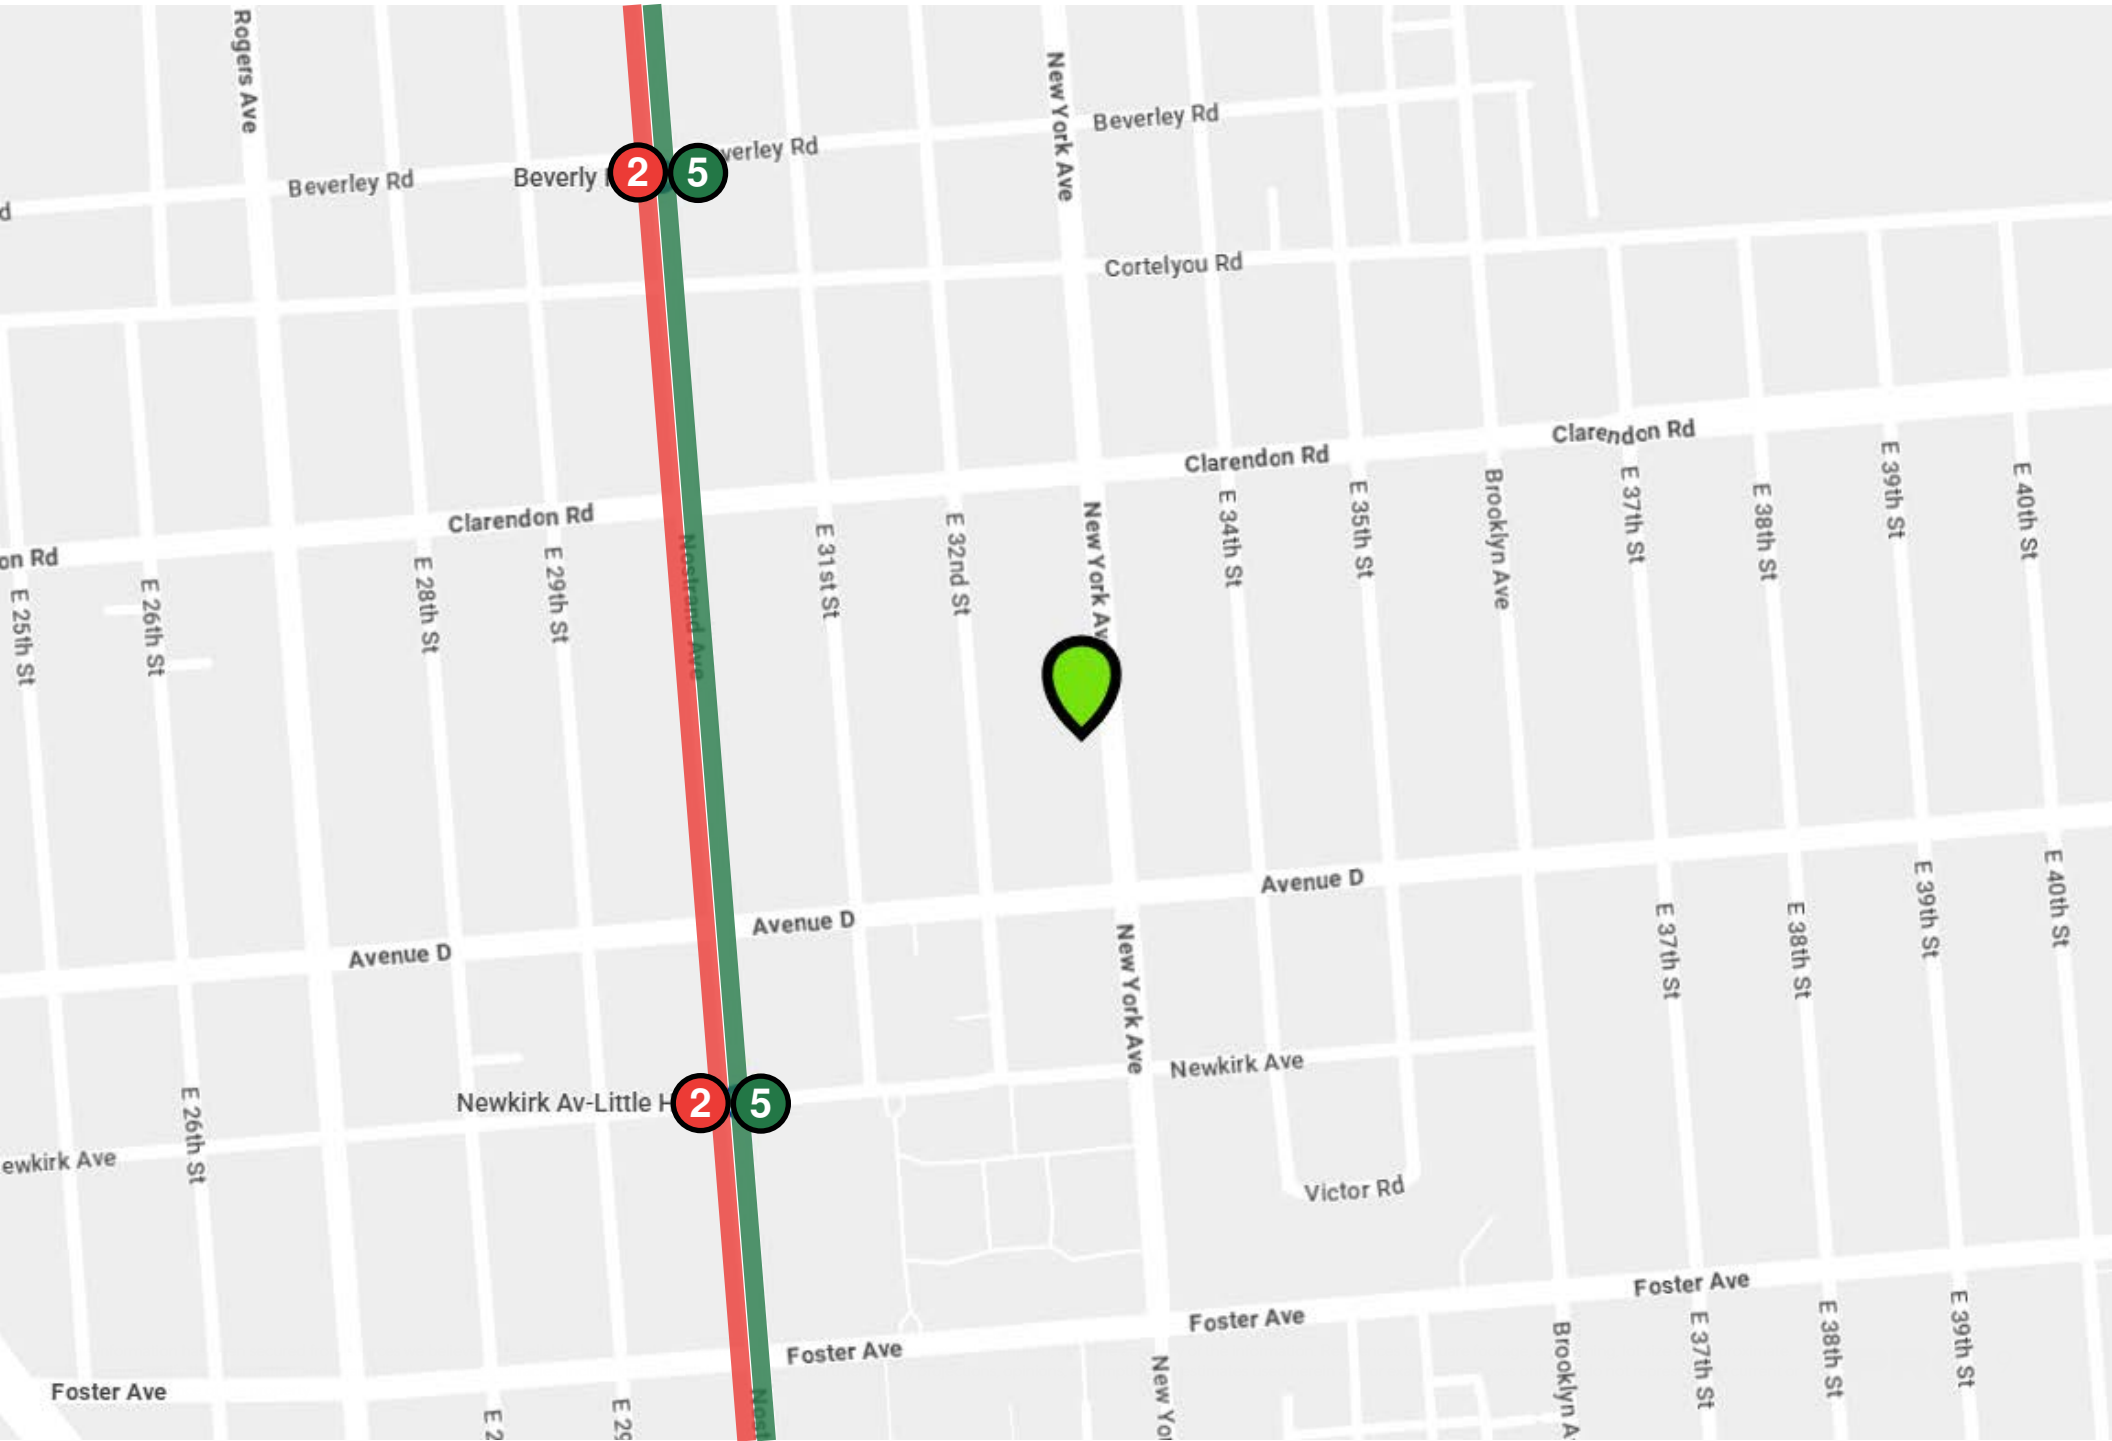 Rogers Ave
New York Ave
Beverley Rd
verley Rd
Beverley Rd
Beverly
2
5
d
Cortelyou Rd
Clarendon Rd
Clarendon Rd
Clarendon Rd
on Rd
E 25th St
E 26th St
E 28th St
E 29th St
Nostrand Ave
E 31st St
E 32nd St
New York Av
E 34th St
E 35th St
Brooklyn Ave
E 37th St
E 38th St
E 39th St
E 40th St
Avenue D
Avenue D
Avenue D
New York Ave
E 37th St
E 38th St
E 39th St
E 40th St
Newkirk Ave
Newkirk Av-Little H
2
5
ewkirk Ave
E 26th St
Victor Rd
Foster Ave
Foster Ave
Foster Ave
Foster Ave
E 2
E 29
Nost
New Yor
Brooklyn A
E 37th St
E 38th St
E 39th St